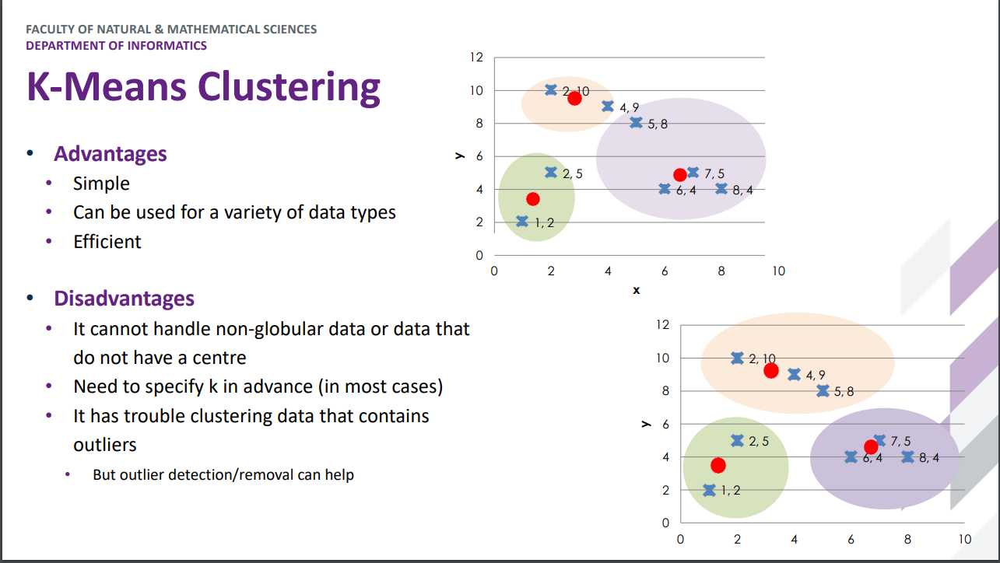 FACULTY OF NATURAL & MATHEMATICAL SCIENCES
DEPARTMENT OF INFORMATICS
K-Means Clustering
• Advantages
• Simple
• Can be used for a variety of data types
• Efficient
• Disadvantages
• It cannot handle non-globular data or data that
do not have a centre
• Need to specify k in advance (in most cases)
• It has trouble clustering data that contains
outliers
• But outlier detection/removal can help
12
10
8
6
4
2
0
y
2, 10
4, 9
5, 8
2, 5
7, 5
6, 4
8, 4
1, 2
0 2 4 6 8 10
x
12
10
8
6
4
2
0
y
2, 10
4, 9
5, 8
2, 5
7, 5
6, 4
8, 4
1, 2
0 2 4 6 8 10